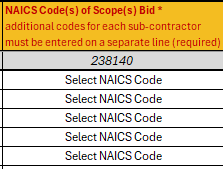 NAICS Code(s) of Scope(s) Bid *
additional codes for each sub-contractor
must be entered on a separate line (required)
238140
Select NAICS Code
Select NAICS Code
Select NAICS Code
Select NAICS Code
Select NAICS Code